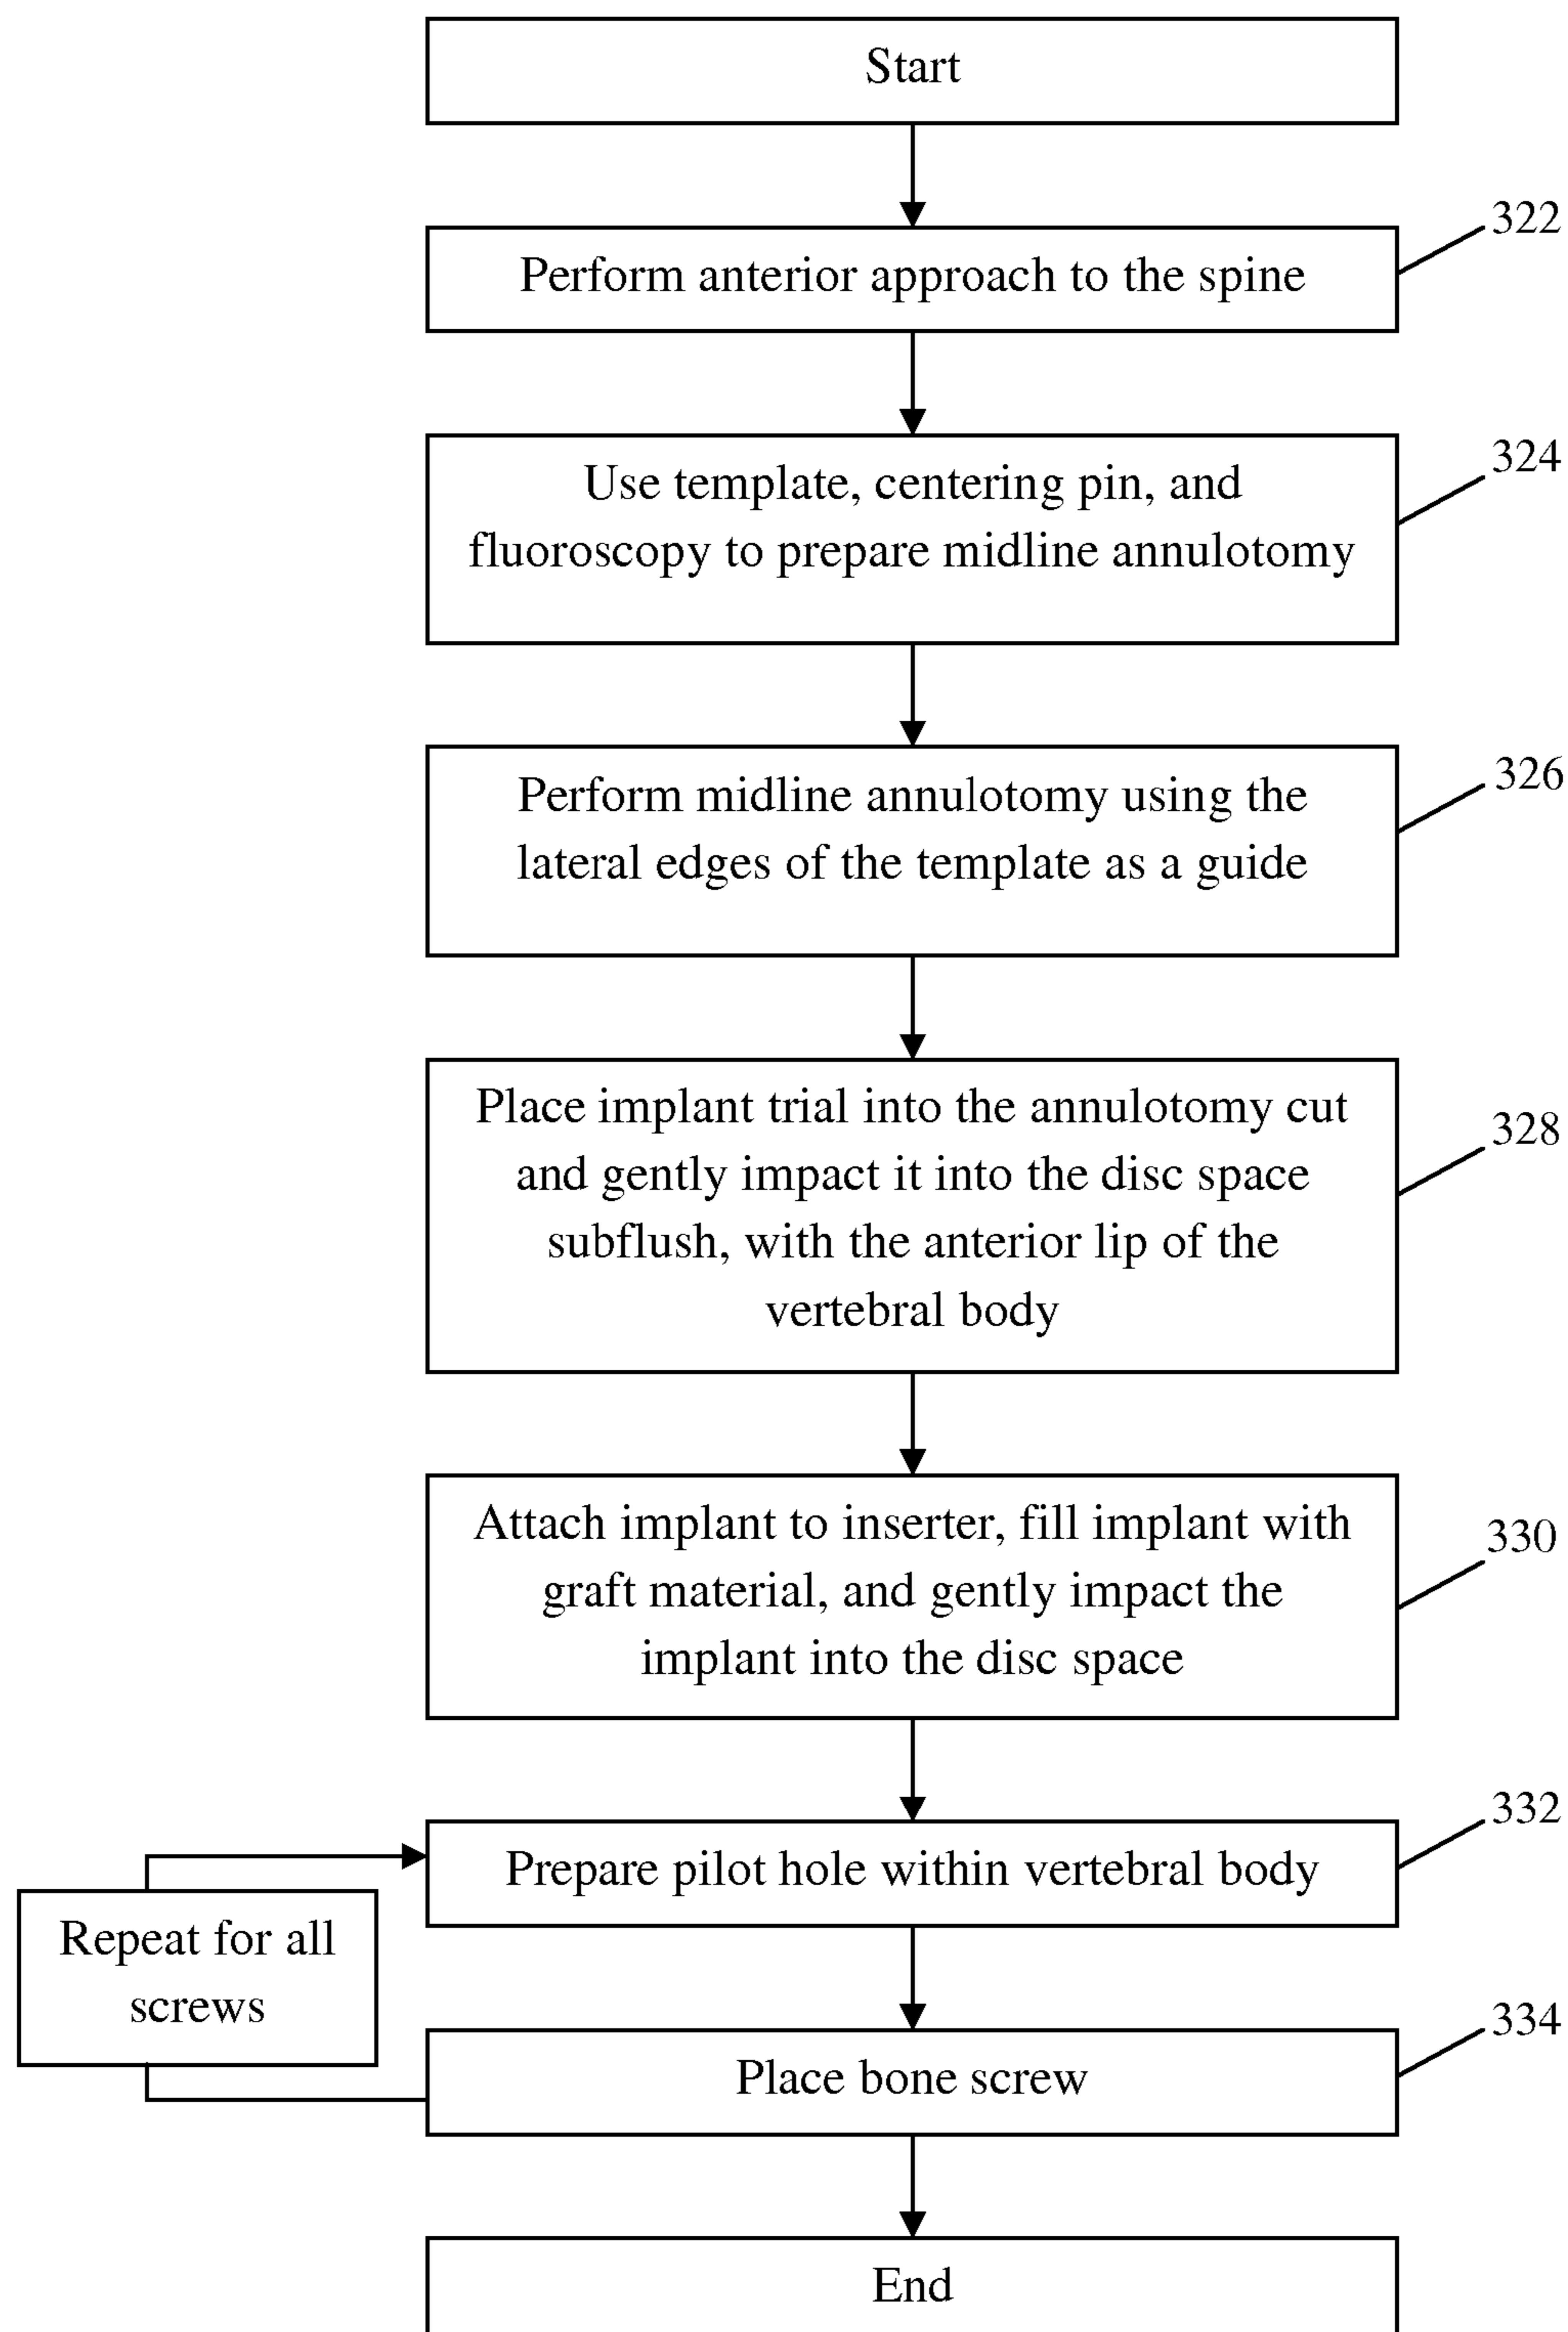 Start
322
Perform anterior approach to the spine
324
Use template, centering pin, and
fluoroscopy to prepare midline annulotomy
326
Perform midline annulotomy using the
lateral edges of the template as a guide
328
Place implant trial into the annulotomy cut
and gently impact it into the disc space
subflush, with the anterior lip of the
vertebral body
330
Attach implant to inserter, fill implant with
graft material, and gently impact the
implant into the disc space
332
Prepare pilot hole within vertebral body
Repeat for all
screws
334
Place bone screw
End